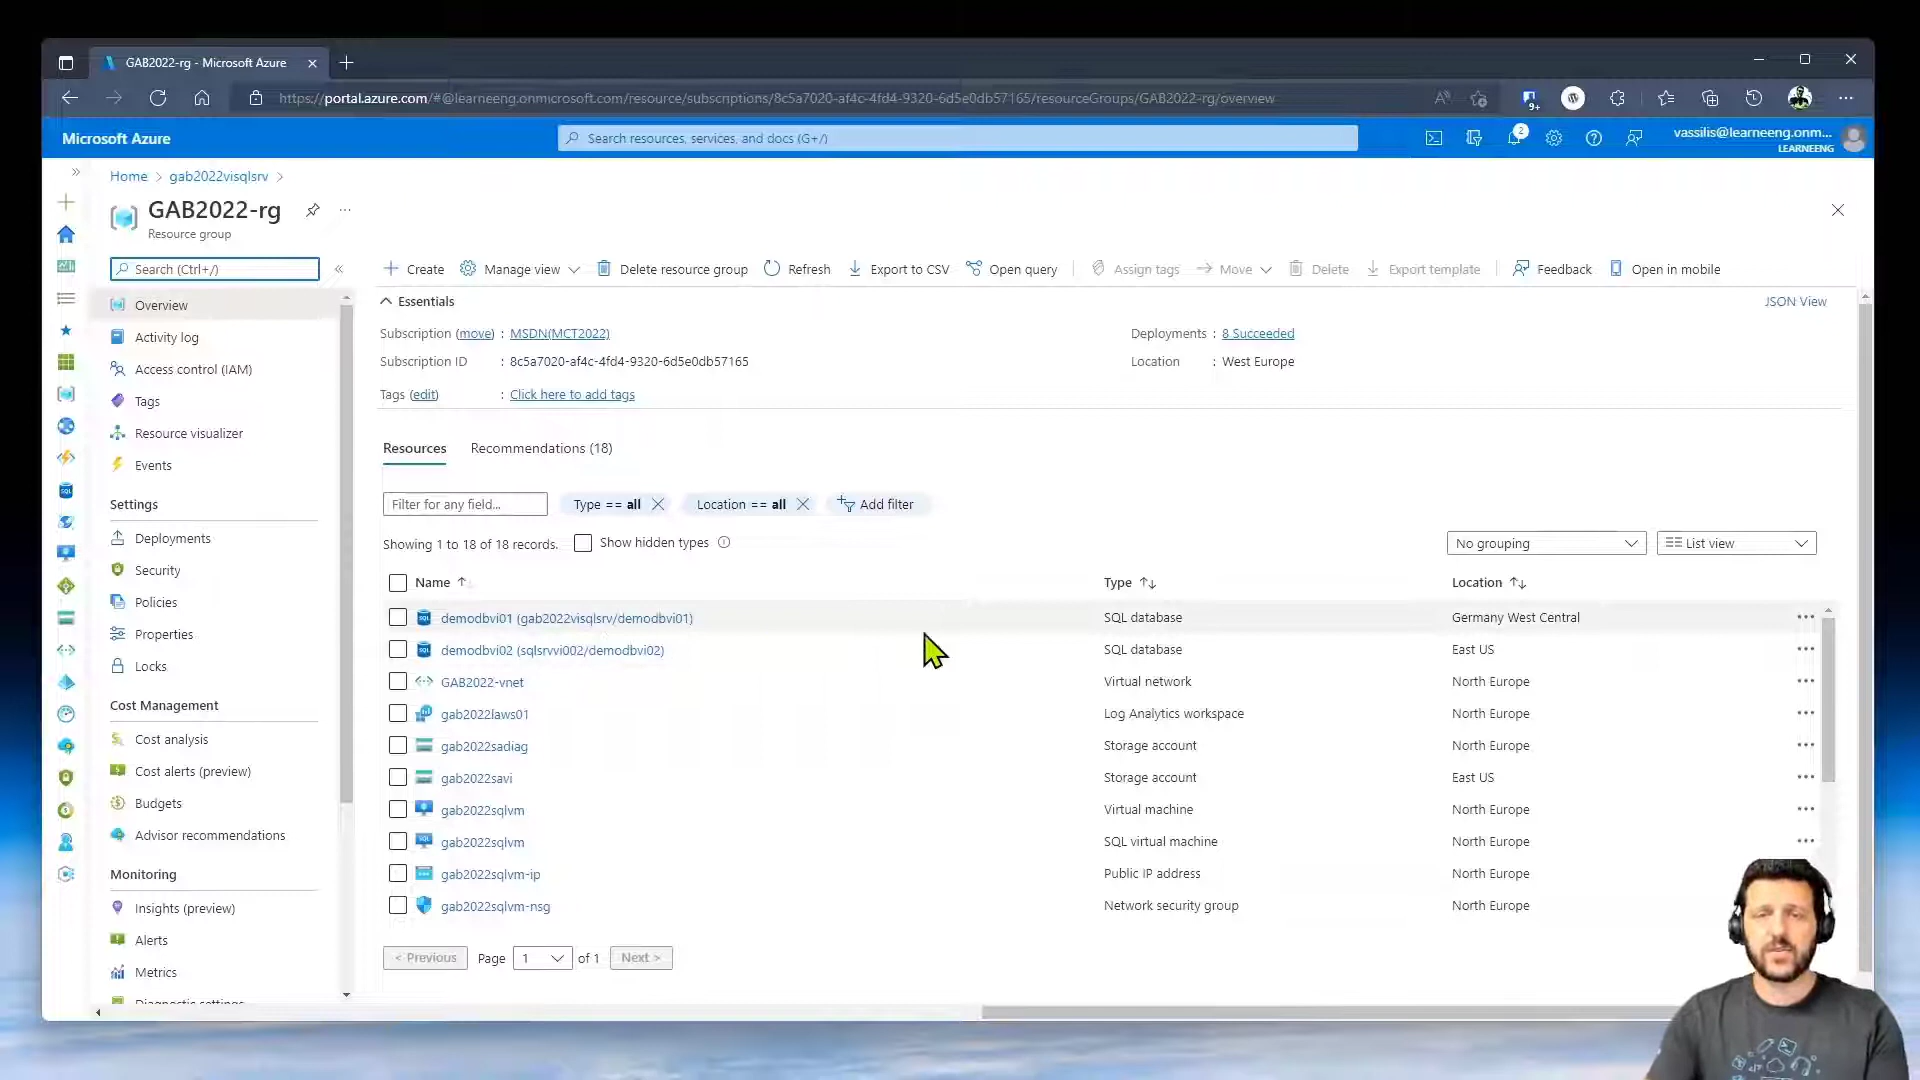 GAB2022-rg - Microsoft Azure
https://portal.azure.com/#@learneeng.onmicrosoft.com/resource/subscriptions/8c5a7020-af4c-4fd4-9320-6d5e0db57165/resourceGroups/GAB2022-rg/overview
9+
Microsoft Azure
Search resources, services, and docs (G+/)
2
vassilis@learneeng.onm...
LEARNEENG
Home > gab2022visqlsrv >
GAB2022-rg
Resource group
Search (Ctrl+/)
Overview
Activity log
Access control (IAM)
Tags
Resource visualizer
Events
Settings
Deployments
Security
Policies
Properties
Locks
Cost Management
Cost analysis
Cost alerts (preview)
Budgets
Advisor recommendations
Monitoring
Insights (preview)
Alerts
Metrics
Diagnostic settings
Create
Manage view
Delete resource group
Refresh
Export to CSV
Open query
Assign tags
Move
Delete
Export template
Feedback
Open in mobile
Essentials
JSON View
Subscription (move) : MSDN(MCT2022)
Subscription ID : 8c5a7020-af4c-4fd4-9320-6d5e0db57165
Tags (edit) : Click here to add tags
Deployments : 8 Succeeded
Location : West Europe
Resources
Recommendations (18)
Filter for any field...
Type == all
Location == all
Add filter
Showing 1 to 18 of 18 records.
Show hidden types
No grouping
List view
Name Type Location
demodbvi01 (gab2022visqlsrv/demodbvi01) SQL database Germany West Central
demodbvi02 (sqlsrvvi002/demodbvi02) SQL database East US
GAB2022-vnet Virtual network North Europe
gab2022laws01 Log Analytics workspace North Europe
gab2022sadiag Storage account North Europe
gab2022savi Storage account East US
gab2022sqlvm Virtual machine North Europe
gab2022sqlvm SQL virtual machine North Europe
gab2022sqlvm-ip Public IP address North Europe
gab2022sqlvm-nsg Network security group North Europe
< Previous
Page 1 of 1
Next >